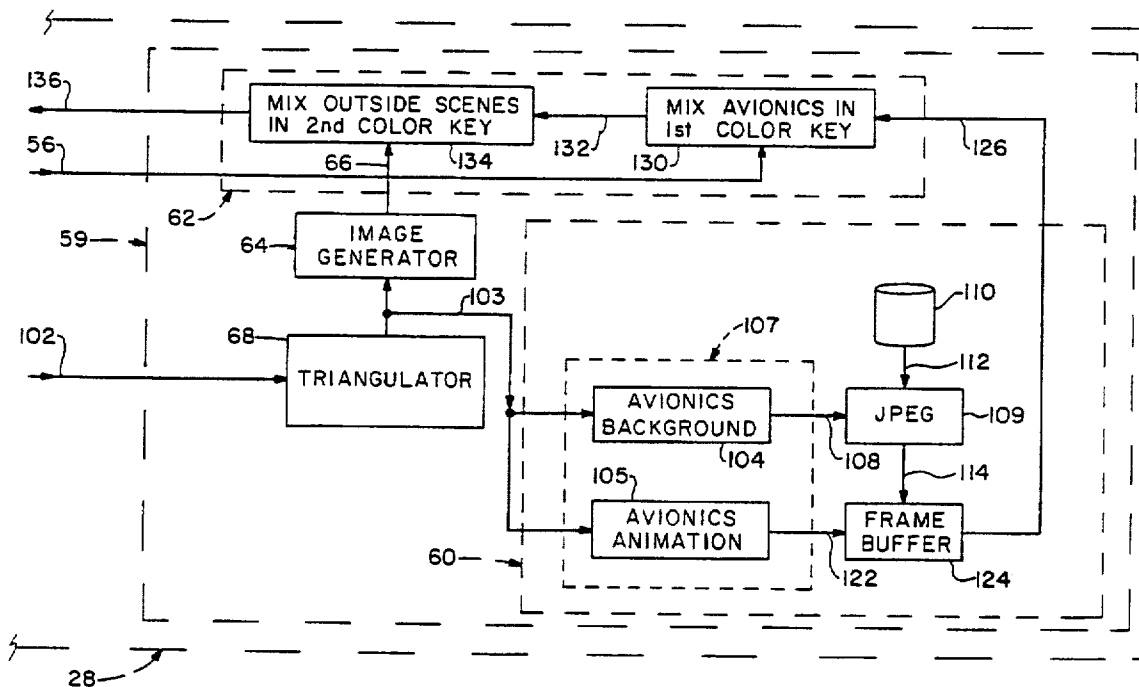 136
MIX OUTSIDE SCENES
IN 2nd COLOR KEY
134
132
MIX AVIONICS IN
1st COLOR KEY
130
126
56
66
62
59
64
IMAGE
GENERATOR
103
110
102
68
TRIANGULATOR
107
112
AVIONICS
BACKGROUND
104
108
JPEG
109
114
105
AVIONICS
ANIMATION
122
FRAME
BUFFER
124
60
28